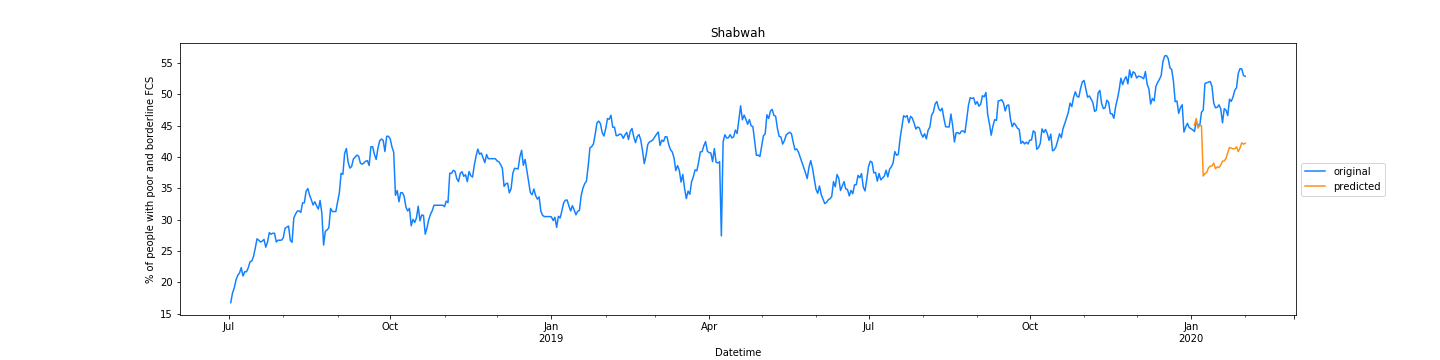 Shabwah
% of people with poor and borderline FCS
55
50
45
40
35
30
25
20
15
Jul
Oct
Jan
2019
Apr
Jul
Oct
Jan
2020
Datetime
original
predicted